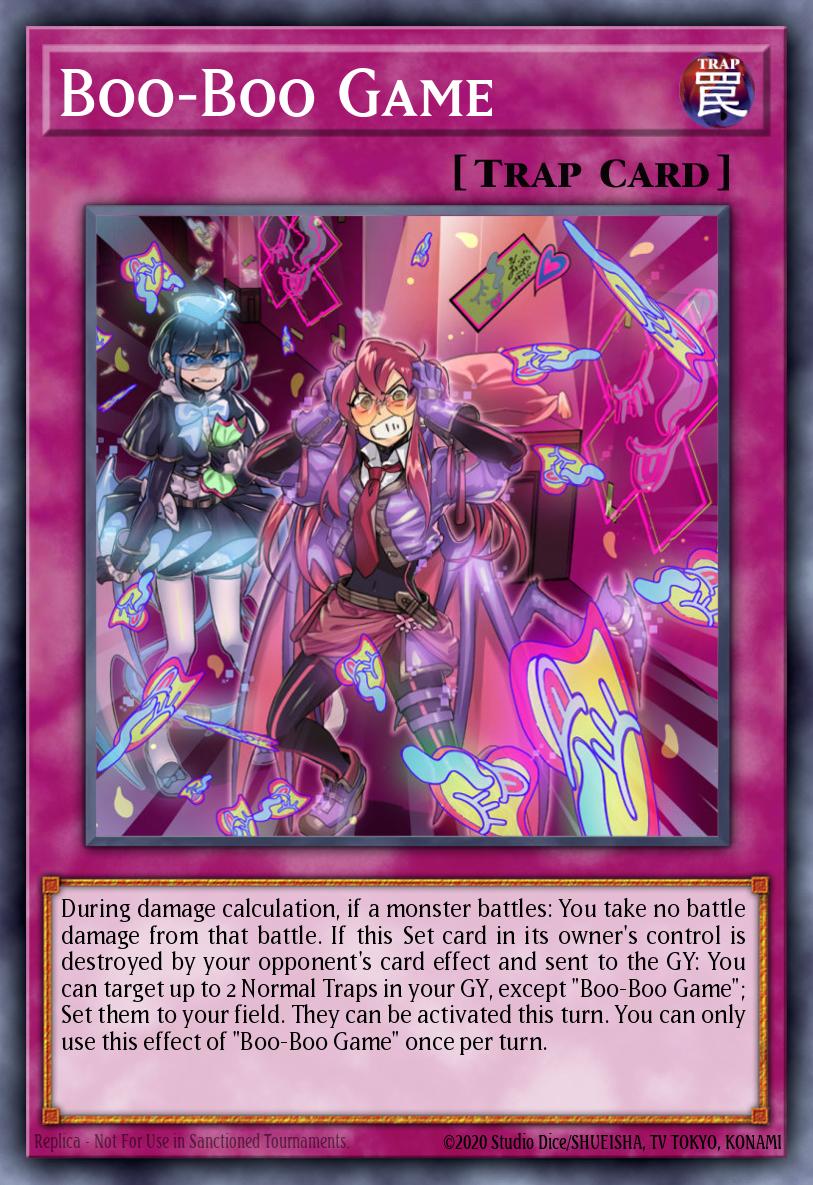 Boo-Boo Game
TRAP
罠
[Trap Card]
During damage calculation, if a monster battles: You take no battle
damage from that battle. If this Set card in its owner's control is
destroyed by your opponent's card effect and sent to the GY: You
can target up to 2 Normal Traps in your GY, except "Boo-Boo Game";
Set them to your field. They can be activated this turn. You can only
use this effect of "Boo-Boo Game" once per turn.
Replica - Not For Use in Sanctioned Tournaments.
©2020 Studio Dice/SHUEISHA, TV TOKYO, KONAMI